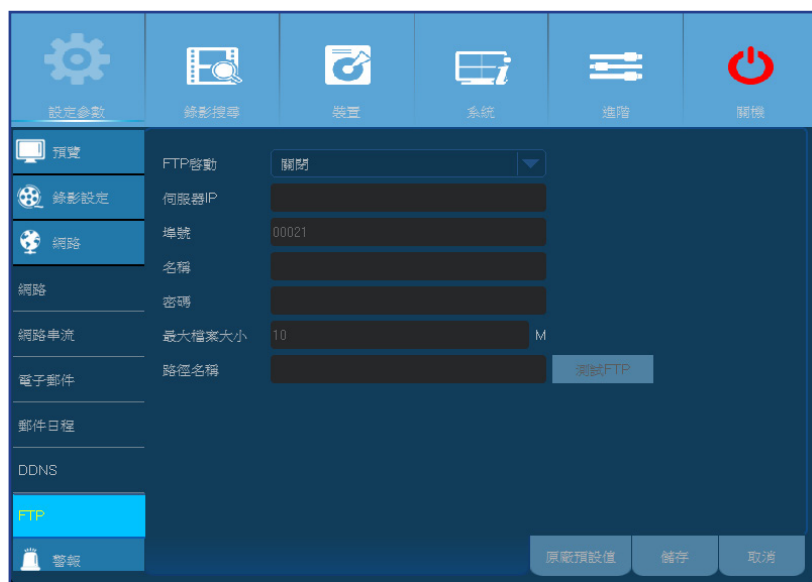 設定參數
錄影搜尋
裝置
系統
進階
關機
預覽
錄影設定
網路
網路
網路串流
電子郵件
郵件日程
DDNS
FTP
警報
FTP啓動 關閉
伺服器IP
埠號 00021
名稱
密碼
最大檔案大小 10 M
路徑名稱 測試FTP
原廠預設值 儲存 取消